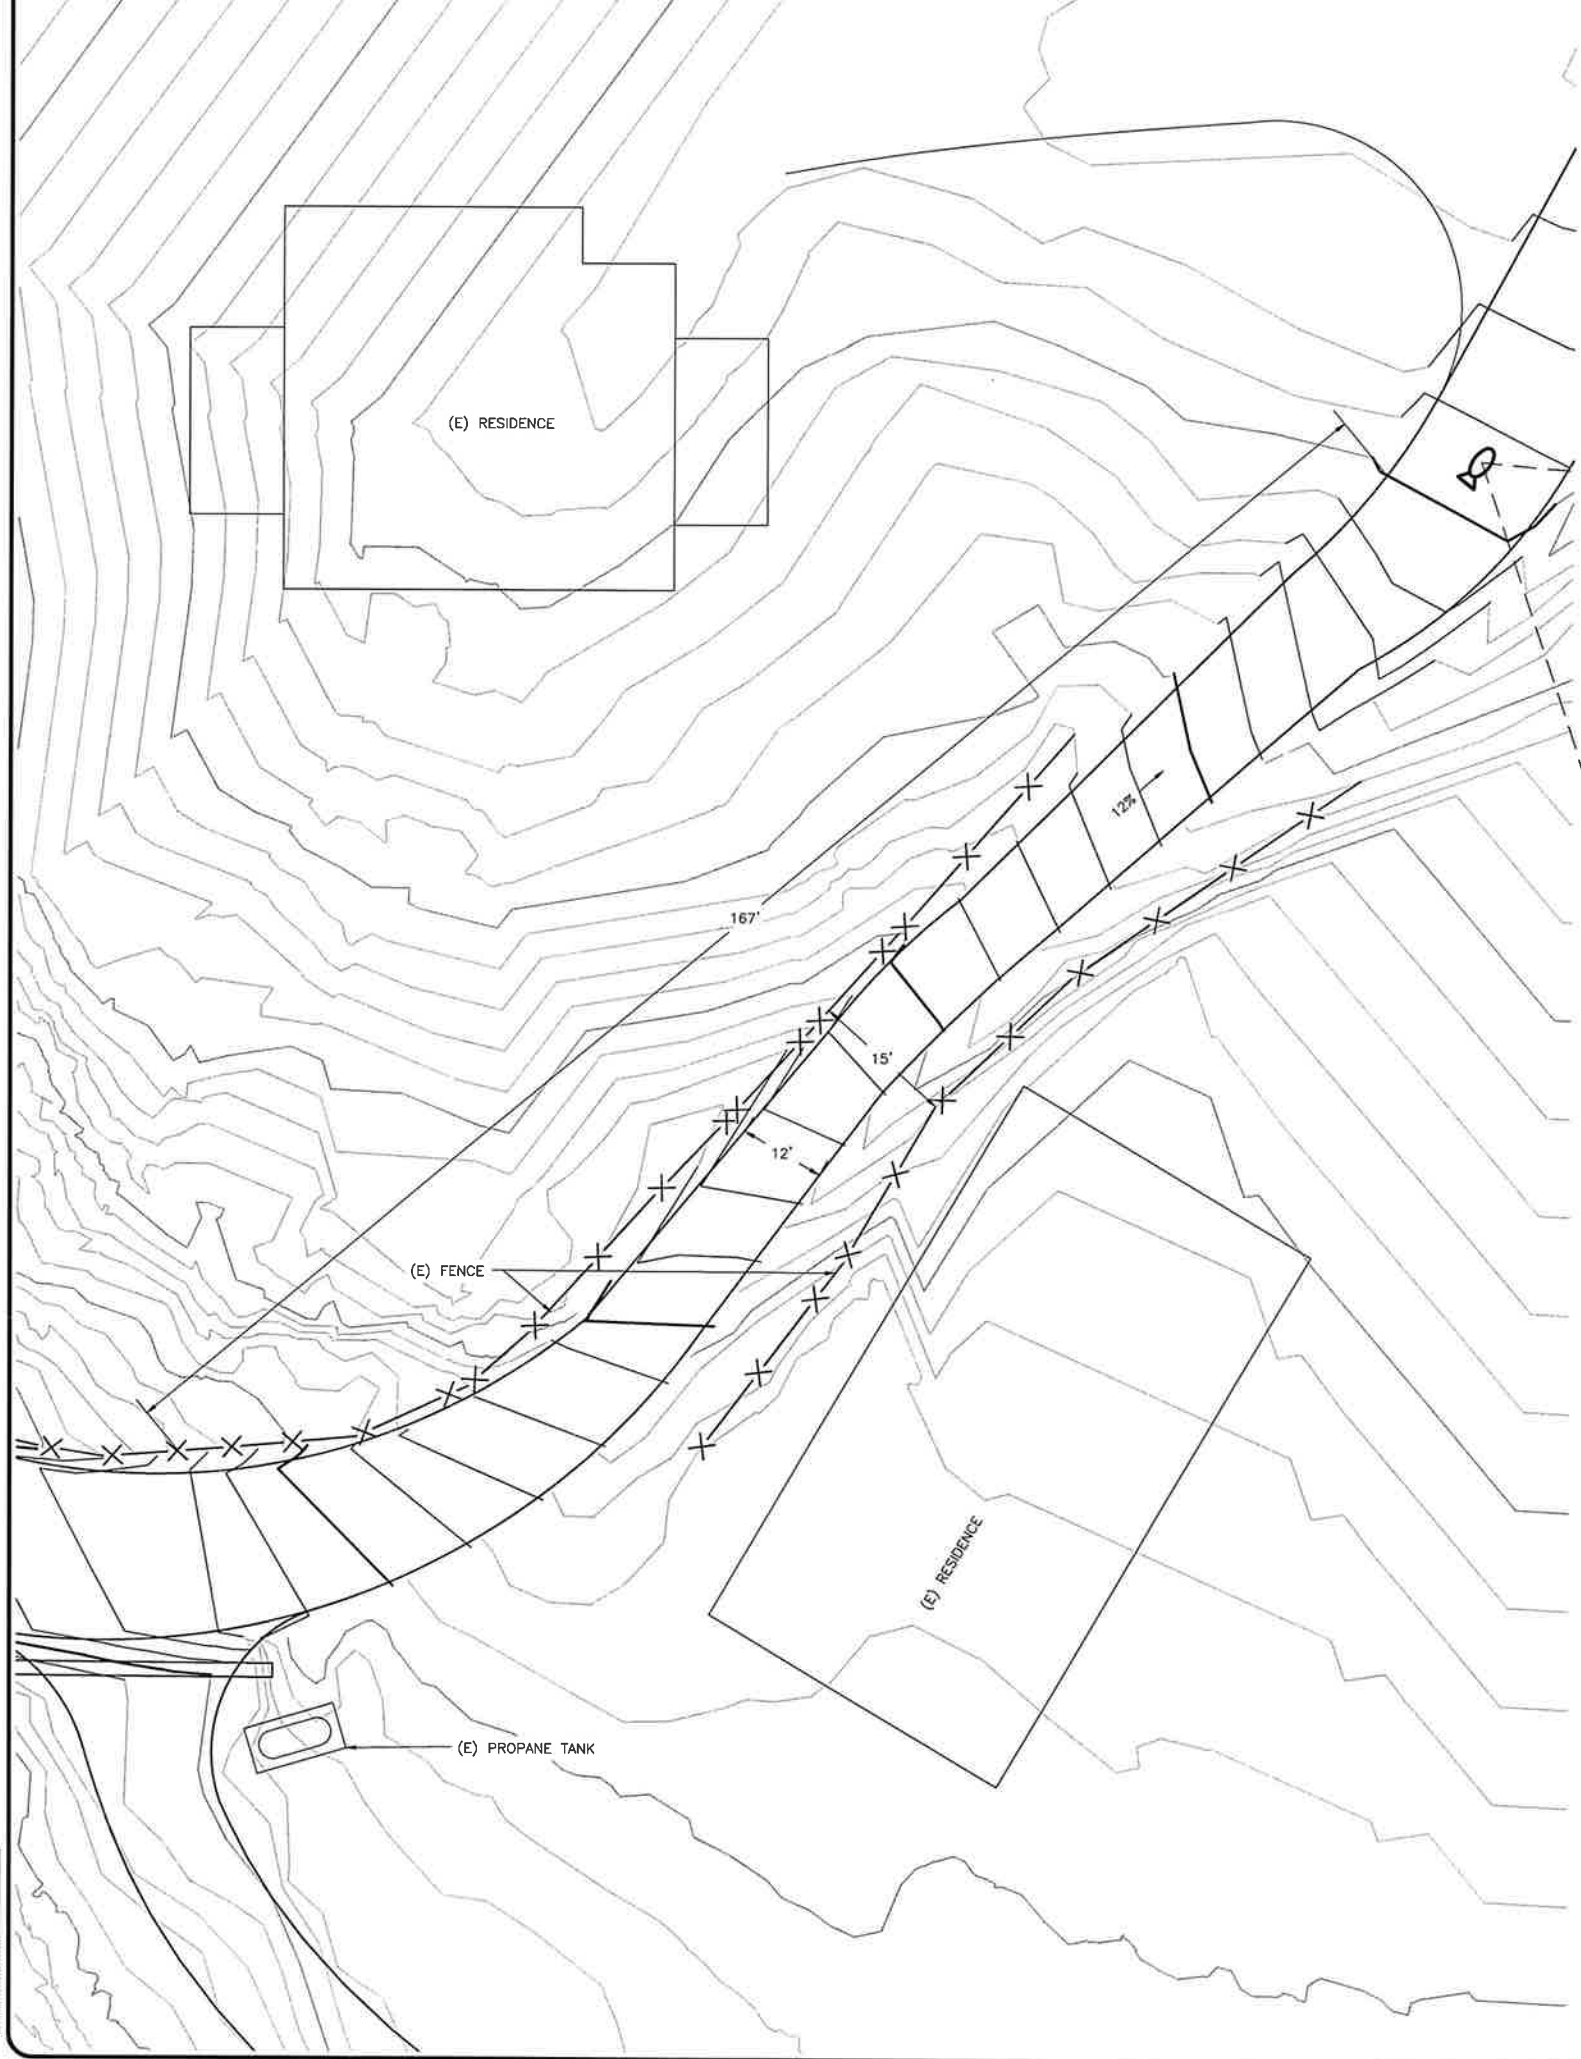 (E) RESIDENCE
12%
167'
15'
12'
(E) FENCE
(E) RESIDENCE
(E) PROPANE TANK